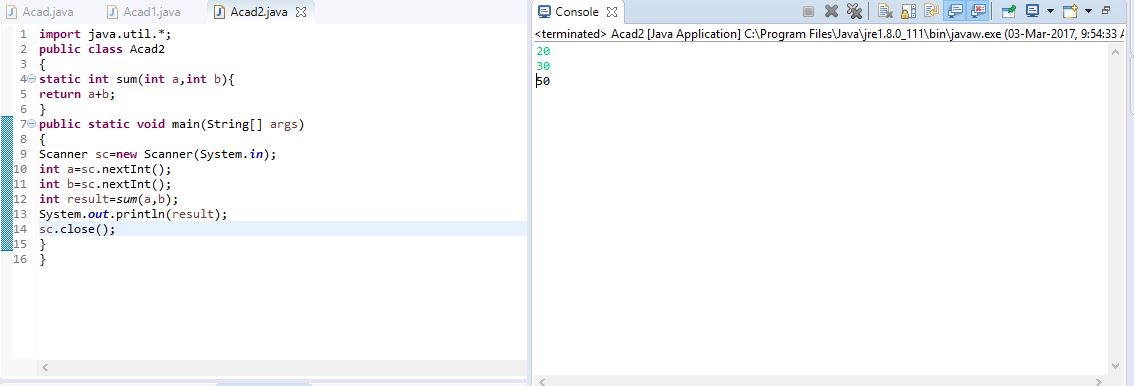 Acad.java Acad1.java Acad2.java
1 import java.util.*;
2 public class Acad2
3 {
4 static int sum(int a,int b){
5 return a+b;
6 }
7 public static void main(String[] args)
8 {
9 Scanner sc=new Scanner(System.in);
10 int a=sc.nextInt();
11 int b=sc.nextInt();
12 int result=sum(a,b);
13 System.out.println(result);
14 sc.close();
15 }
16 }
Console
<terminated> Acad2 [Java Application] C:\Program Files\Java\jre1.8.0_111\bin\javaw.exe (03-Mar-2017, 9:54:33 A
20
30
50